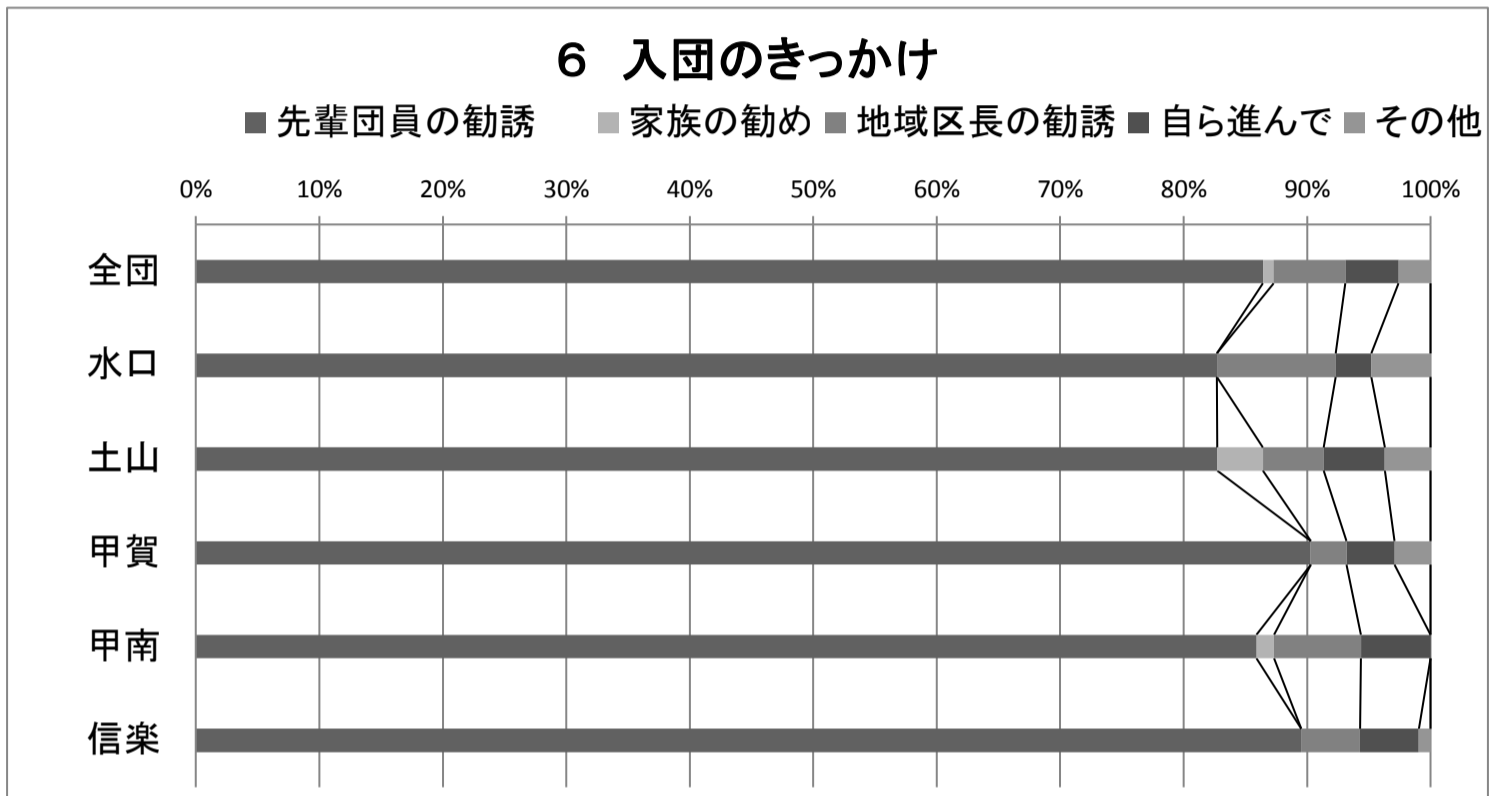 ６　入団のきっかけ
■先輩団員の勧誘　■家族の勧め ■地域区長の勧誘 ■自ら進んで ■その他
0% 10% 20% 30% 40% 50% 60% 70% 80% 90% 100%
全団
水口
土山
甲賀
甲南
信楽